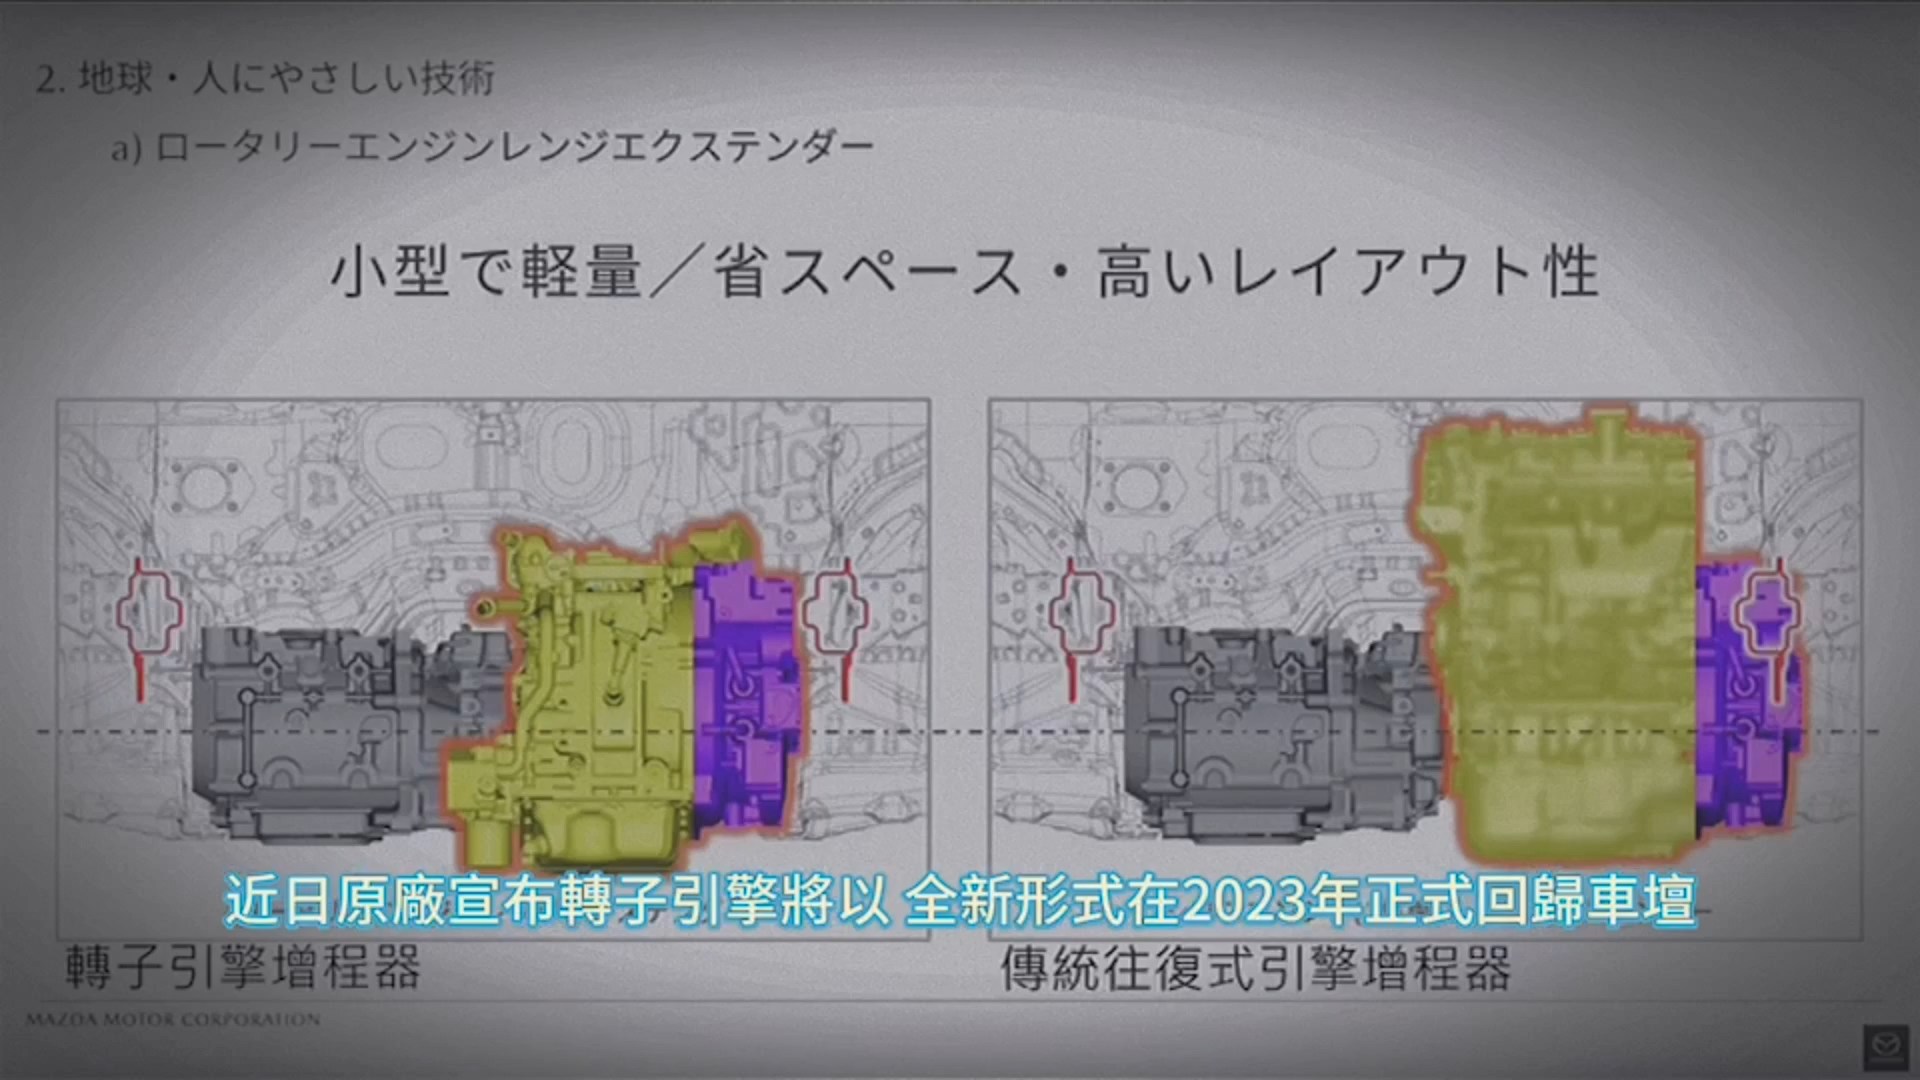 2. 地球・人にやさしい技術
a) ロータリーエンジンレンジエクステンダー
小型で軽量／省スペース・高いレイアウト性
近日原廠宣布轉子引擎將以 全新形式在2023年正式回歸車壇
轉子引擎增程器
傳統往復式引擎增程器
MAZDA MOTOR CORPORATION